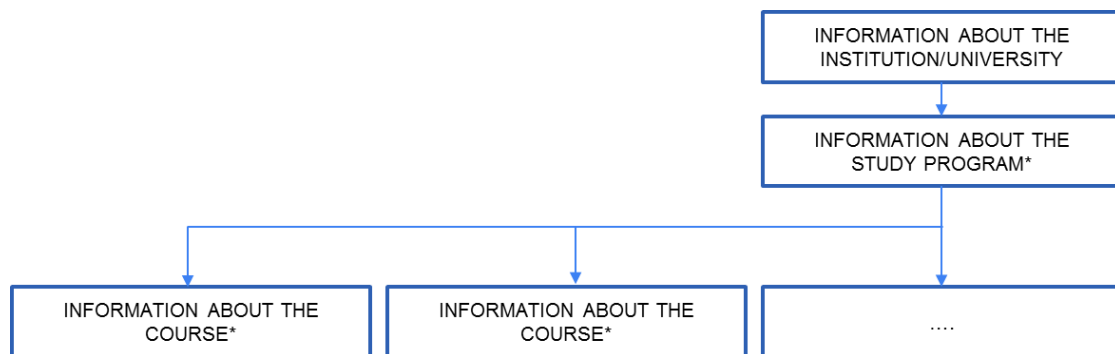 INFORMATION ABOUT THE
INSTITUTION/UNIVERSITY
INFORMATION ABOUT THE
STUDY PROGRAM*
INFORMATION ABOUT THE
COURSE*
INFORMATION ABOUT THE
COURSE*
....